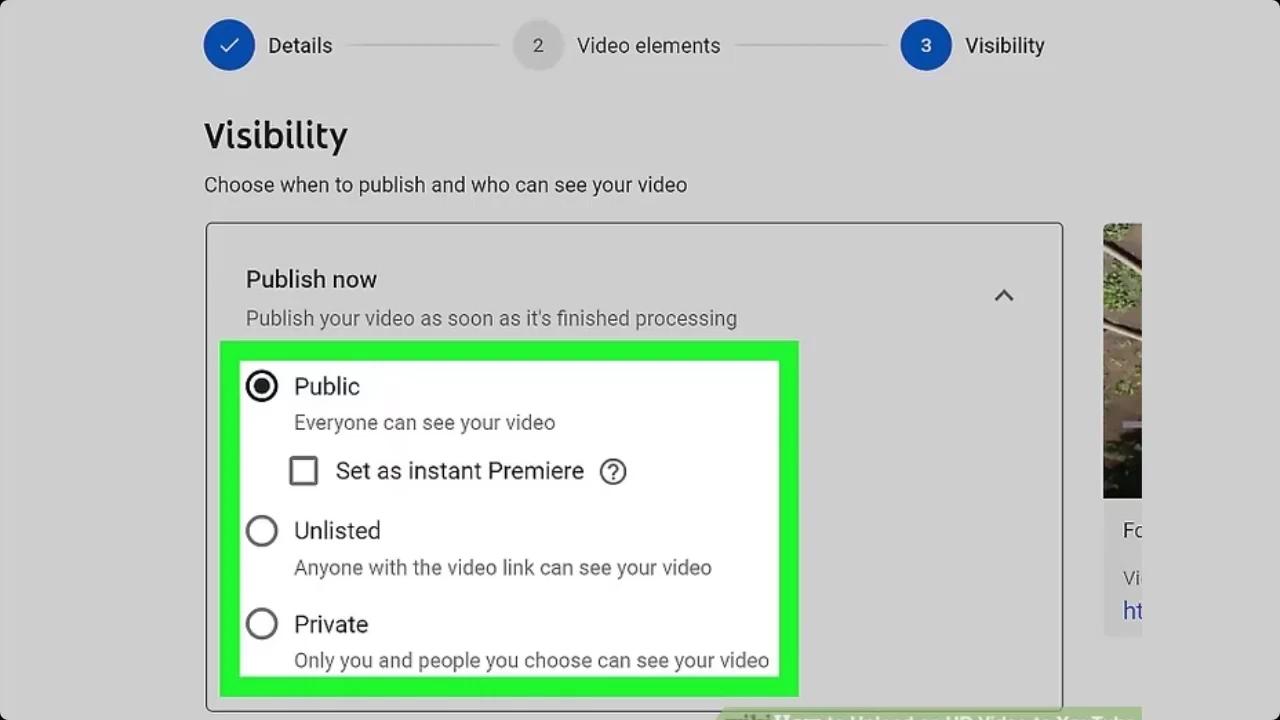 Details
2
Video elements
3
Visibility
Visibility
Choose when to publish and who can see your video
Publish now
Publish your video as soon as it's finished processing
Public
Everyone can see your video
Set as instant Premiere ?
Unlisted
Anyone with the video link can see your video
Private
Only you and people you choose can see your video
Fo
Vi
ht